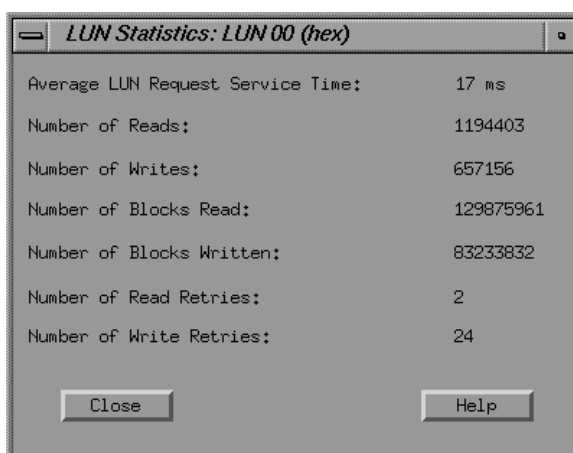 LUN Statistics: LUN 00 (hex)
Average LUN Request Service Time: 17 ms
Number of Reads: 1194403
Number of Writes: 657156
Number of Blocks Read: 129875961
Number of Blocks Written: 83233832
Number of Read Retries: 2
Number of Write Retries: 24
Close Help